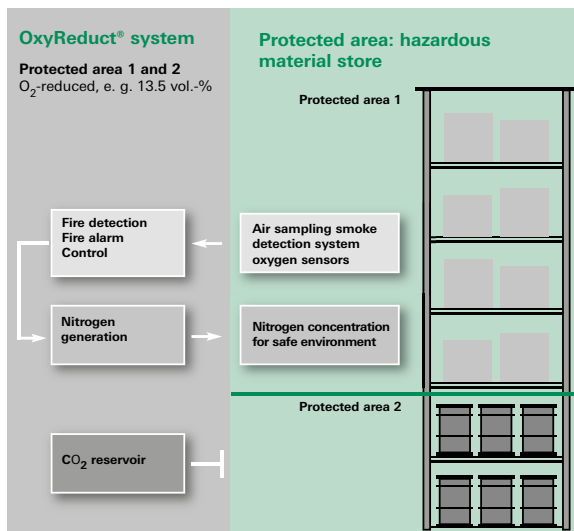 OxyReduct® system
Protected area 1 and 2
O₂-reduced, e. g. 13.5 vol.-%
Protected area: hazardous
material store
Protected area 1
Fire detection
Fire alarm
Control
Air sampling smoke
detection system
oxygen sensors
Nitrogen
generation
Nitrogen concentration
for safe environment
Protected area 2
CO₂ reservoir